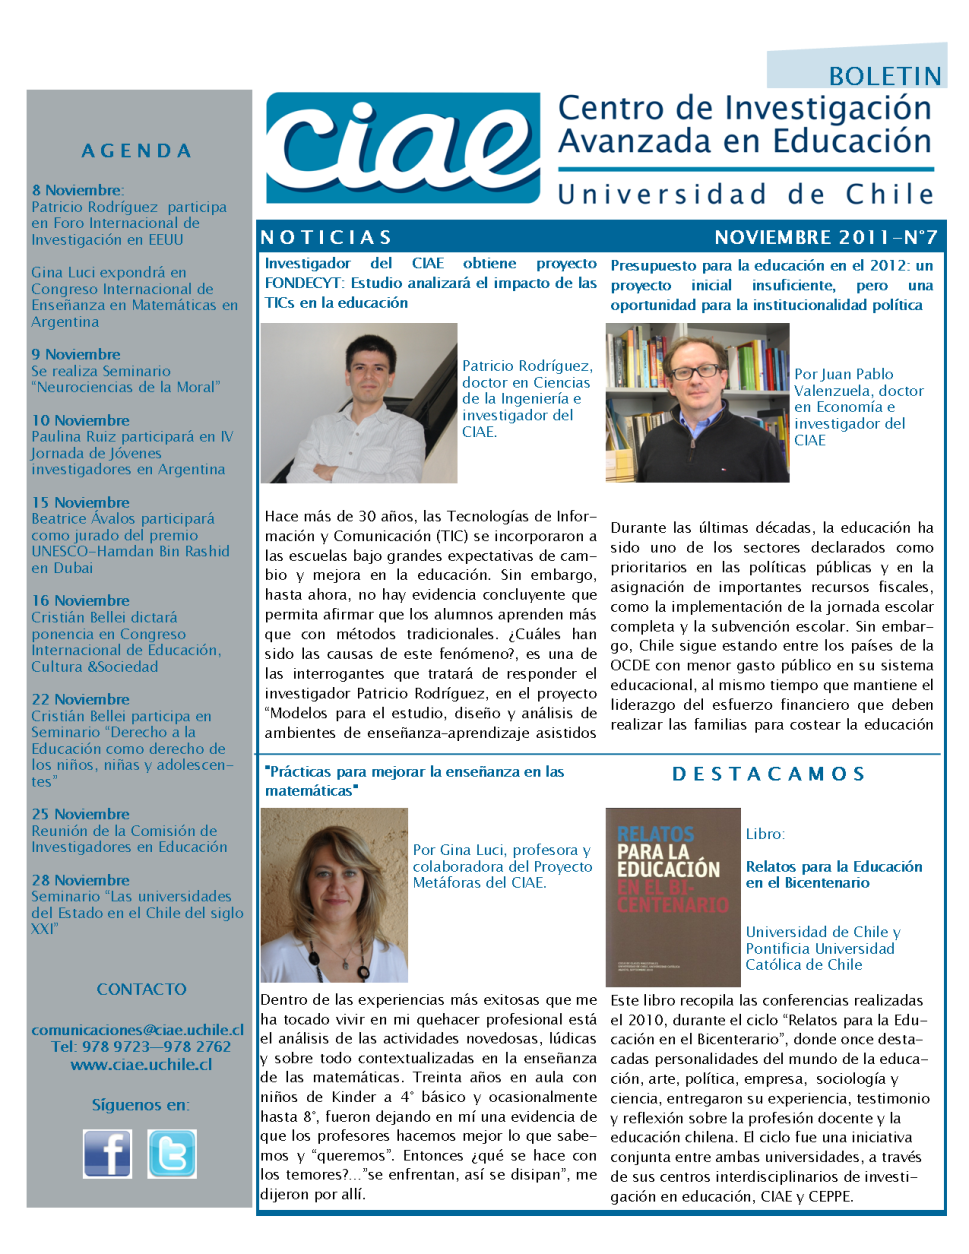 BOLETIN
ciae
Centro de Investigación
Avanzada en Educación
Universidad de Chile
AGENDA
8 Noviembre:
Patricio Rodríguez participa
en Foro Internacional de
Investigación en EEUU
Gina Luci expondrá en
Congreso Internacional de
Enseñanza en Matemáticas en
Argentina
9 Noviembre
Se realiza Seminario
“Neurociencias de la Moral”
10 Noviembre
Paulina Ruiz participará en IV
Jornada de Jóvenes
investigadores en Argentina
15 Noviembre
Beatrice Ávalos participará
como jurado del premio
UNESCO-Hamdan Bin Rashid
en Dubai
16 Noviembre
Cristián Bellei dictará
ponencia en Congreso
Internacional de Educación,
Cultura &Sociedad
22 Noviembre
Cristián Bellei participa en
Seminario “Derecho a la
Educación como derecho de
los niños, niñas y adolescen-
tes”
25 Noviembre
Reunión de la Comisión de
Investigadores en Educación
28 Noviembre
Seminario “Las universidades
del Estado en el Chile del siglo
XXI”
CONTACTO
comunicaciones@ciae.uchile.cl
Tel: 978 9723—978 2762
www.ciae.uchile.cl
Síguenos en:
NOTICIAS
NOVIEMBRE 2011-N°7
Investigador del CIAE obtiene proyecto
FONDECYT: Estudio analizará el impacto de las
TICs en la educación
Patricio Rodríguez,
doctor en Ciencias
de la Ingeniería e
investigador del
CIAE.
Hace más de 30 años, las Tecnologías de Infor-
mación y Comunicación (TIC) se incorporaron a
las escuelas bajo grandes expectativas de cam-
bio y mejora en la educación. Sin embargo,
hasta ahora, no hay evidencia concluyente que
permita afirmar que los alumnos aprenden más
que con métodos tradicionales. ¿Cuáles han
sido las causas de este fenómeno?, es una de
las interrogantes que tratará de responder el
investigador Patricio Rodríguez, en el proyecto
“Modelos para el estudio, diseño y análisis de
ambientes de enseñanza-aprendizaje asistidos
Presupuesto para la educación en el 2012: un
proyecto inicial insuficiente, pero una
oportunidad para la institucionalidad política
Por Juan Pablo
Valenzuela, doctor
en Economía e
investigador del
CIAE
Durante las últimas décadas, la educación ha
sido uno de los sectores declarados como
prioritarios en las políticas públicas y en la
asignación de importantes recursos fiscales,
como la implementación de la jornada escolar
completa y la subvención escolar. Sin embar-
go, Chile sigue estando entre los países de la
OCDE con menor gasto público en su sistema
educacional, al mismo tiempo que mantiene el
liderazgo del esfuerzo financiero que deben
realizar las familias para costear la educación
"Prácticas para mejorar la enseñanza en las
matemáticas"
Por Gina Luci, profesora y
colaboradora del Proyecto
Metáforas del CIAE.
Dentro de las experiencias más exitosas que me
ha tocado vivir en mi quehacer profesional está
el análisis de las actividades novedosas, lúdicas
y sobre todo contextualizadas en la enseñanza
de las matemáticas. Treinta años en aula con
niños de Kinder a 4° básico y ocasionalmente
hasta 8°, fueron dejando en mí una evidencia de
que los profesores hacemos mejor lo que sabe-
mos y “queremos”. Entonces ¿qué se hace con
los temores?...”se enfrentan, así se disipan”, me
dijeron por allí.
DESTACAMOS
RELATOS
PARA LA
EDUCACIÓN
EN EL BI-
CENTENARIO
Libro:
Relatos para la Educación
en el Bicentenario
Universidad de Chile y
Pontificia Universidad
Católica de Chile
Este libro recopila las conferencias realizadas
el 2010, durante el ciclo “Relatos para la Edu-
cación en el Bicenterario”, donde once desta-
cadas personalidades del mundo de la educa-
ción, arte, política, empresa, sociología y
ciencia, entregaron su experiencia, testimonio
y reflexión sobre la profesión docente y la
educación chilena. El ciclo fue una iniciativa
conjunta entre ambas universidades, a través
de sus centros interdisciplinarios de investi-
gación en educación, CIAE y CEPPE.